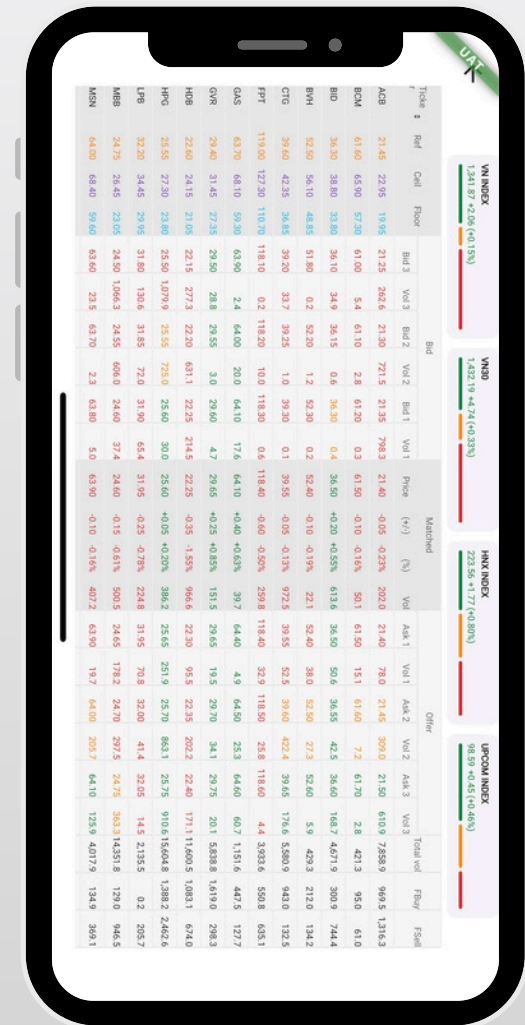 UAT
VN INDEX
1,341.87 +2.06 (+0.15%)
VN30
1,432.19 +4.74 (+0.33%)
HNX INDEX
223.56 +1.77 (+0.80%)
UPCOM INDEX
98.59 +0.45 (+0.46%)
Bid Matched Offer
Ticke
r Ref Ceil Floor Bid 3 Vol 3 Bid 2 Vol 2 Bid 1 Vol 1 Price (+/-) (%) Vol Ask 1 Vol 1 Ask 2 Vol 2 Ask 3 Vol 3 Total vol FBuy FSell
ACB 21.45 22.95 19.95 21.25 262.6 21.30 721.5 21.35 798.3 21.40 -0.05 -0.23% 202.0 21.40 78.0 21.45 309.0 21.50 610.9 7,858.9 969.5 1,316.3
BCM 61.60 65.90 57.30 61.00 5.4 61.10 2.8 61.20 0.3 61.50 -0.10 -0.16% 50.1 61.50 15.1 61.60 7.2 61.70 2.8 421.3 95.0 61.0
BID 36.30 38.80 33.80 36.10 34.9 36.15 0.6 36.30 0.4 36.50 +0.20 +0.55% 613.6 36.50 50.6 36.55 42.5 36.60 168.7 4,671.9 300.9 744.4
BVH 52.50 56.10 48.85 51.80 0.2 52.20 1.2 52.30 0.2 52.40 -0.10 -0.19% 22.1 52.40 38.0 52.50 27.3 52.60 5.9 429.3 212.0 134.2
CTG 39.60 42.35 36.85 39.20 33.7 39.25 1.0 39.30 0.1 39.55 -0.05 -0.13% 972.5 39.55 52.5 39.60 422.4 39.65 176.6 5,580.9 943.0 132.5
FPT 119.00 127.30 110.70 118.10 0.2 118.20 10.0 118.30 0.6 118.40 -0.60 -0.50% 259.8 118.40 32.9 118.50 25.8 118.60 4.4 3,933.6 550.8 635.1
GAS 63.70 68.10 59.30 63.90 2.4 64.00 20.0 64.10 17.6 64.10 +0.40 +0.63% 39.7 64.40 4.9 64.50 25.3 64.60 60.7 1,151.6 447.5 127.7
GVR 29.40 31.45 27.35 29.50 28.8 29.55 3.0 29.60 4.7 29.65 +0.25 +0.85% 151.5 29.65 19.5 29.70 34.1 29.75 20.1 5,838.8 1,619.0 298.3
HDB 22.60 24.15 21.05 22.15 277.3 22.20 631.1 22.25 214.5 22.25 -0.35 -1.55% 966.6 22.30 95.5 22.35 202.2 22.40 171.1 11,600.5 1,083.1 674.0
HPG 25.55 27.30 23.80 25.50 1,079.9 25.55 725.0 25.60 30.0 25.60 +0.05 +0.20% 386.2 25.65 251.9 25.70 863.1 25.75 910.6 15,604.8 1,388.2 2,462.6
LPB 32.20 34.45 29.95 31.80 130.6 31.85 72.0 31.90 65.4 31.95 -0.25 -0.78% 224.8 31.95 70.8 32.00 41.4 32.05 14.5 2,135.5 0.2 205.7
MBB 24.75 26.45 23.05 24.50 1,066.3 24.55 606.0 24.60 37.4 24.60 -0.15 -0.61% 500.5 24.65 178.2 24.70 297.5 24.75 363.3 14,351.8 129.0 946.5
MSN 64.00 68.40 59.60 63.60 23.5 63.70 2.3 63.80 5.0 63.90 -0.10 -0.16% 407.2 63.90 19.7 64.00 205.7 64.10 125.9 4,017.9 134.9 369.1